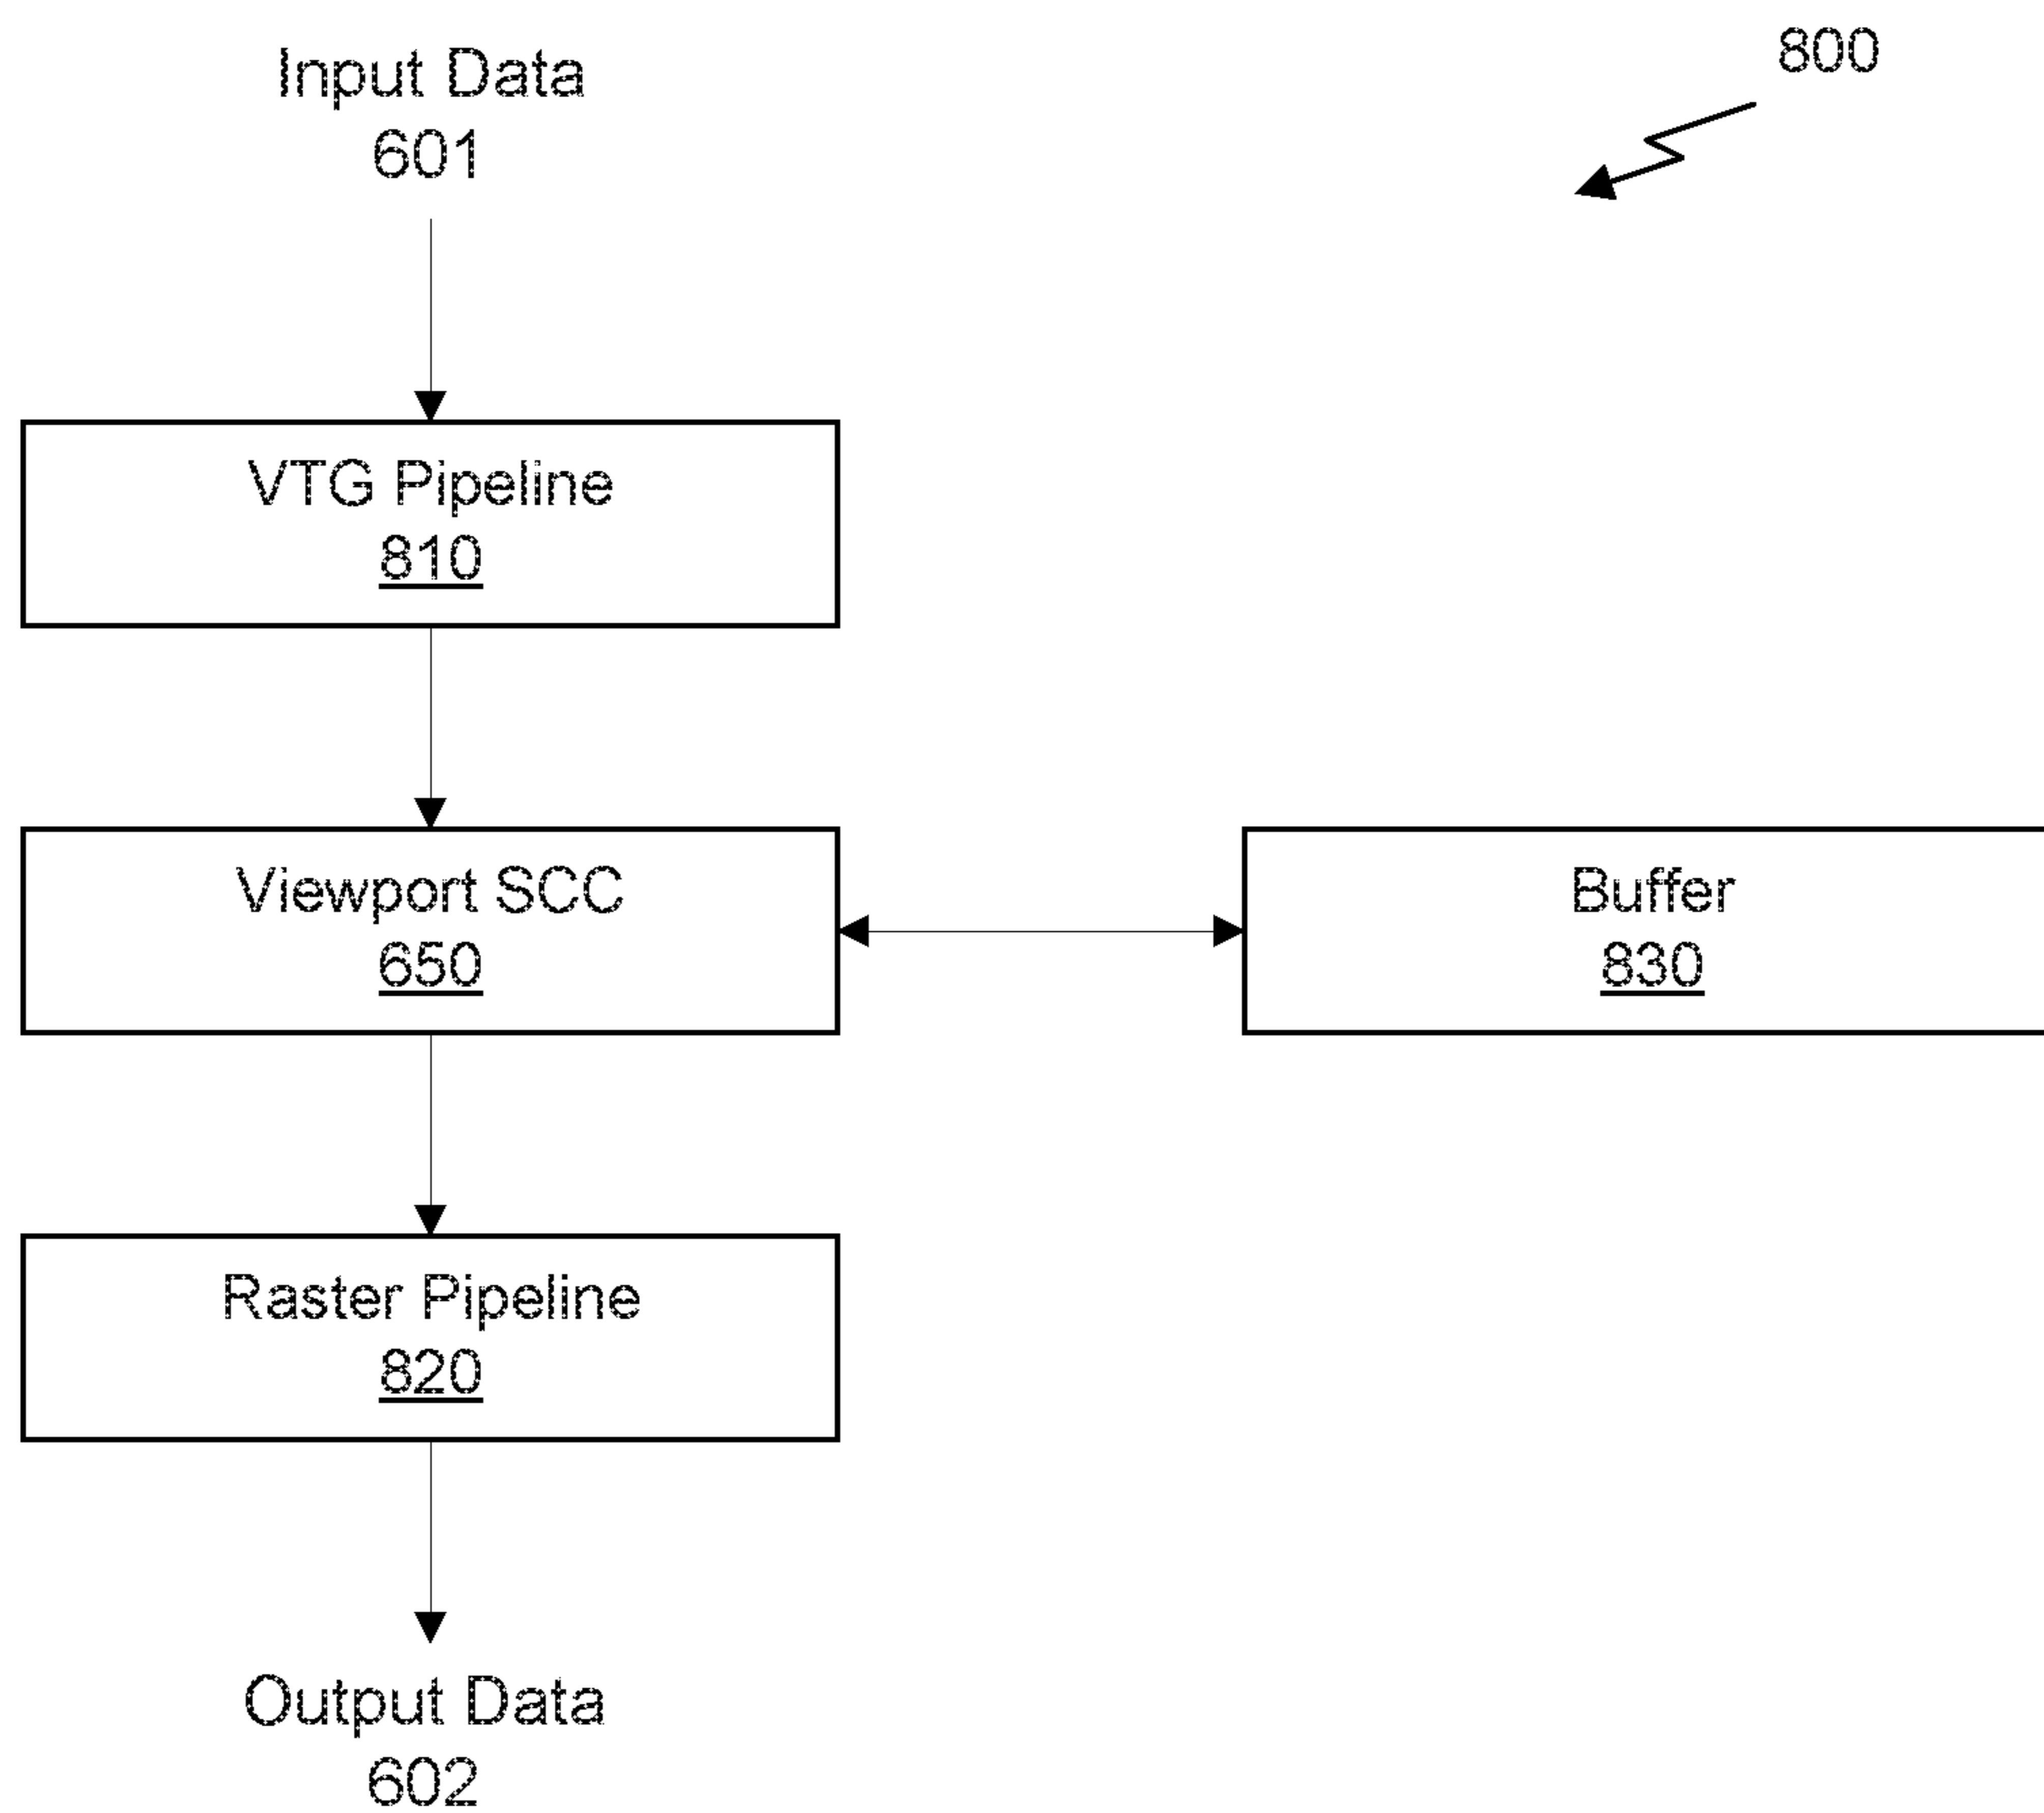 Input Data
601
800
VTG Pipeline
810
Viewport SCC
650
Buffer
830
Raster Pipeline
820
Output Data
602